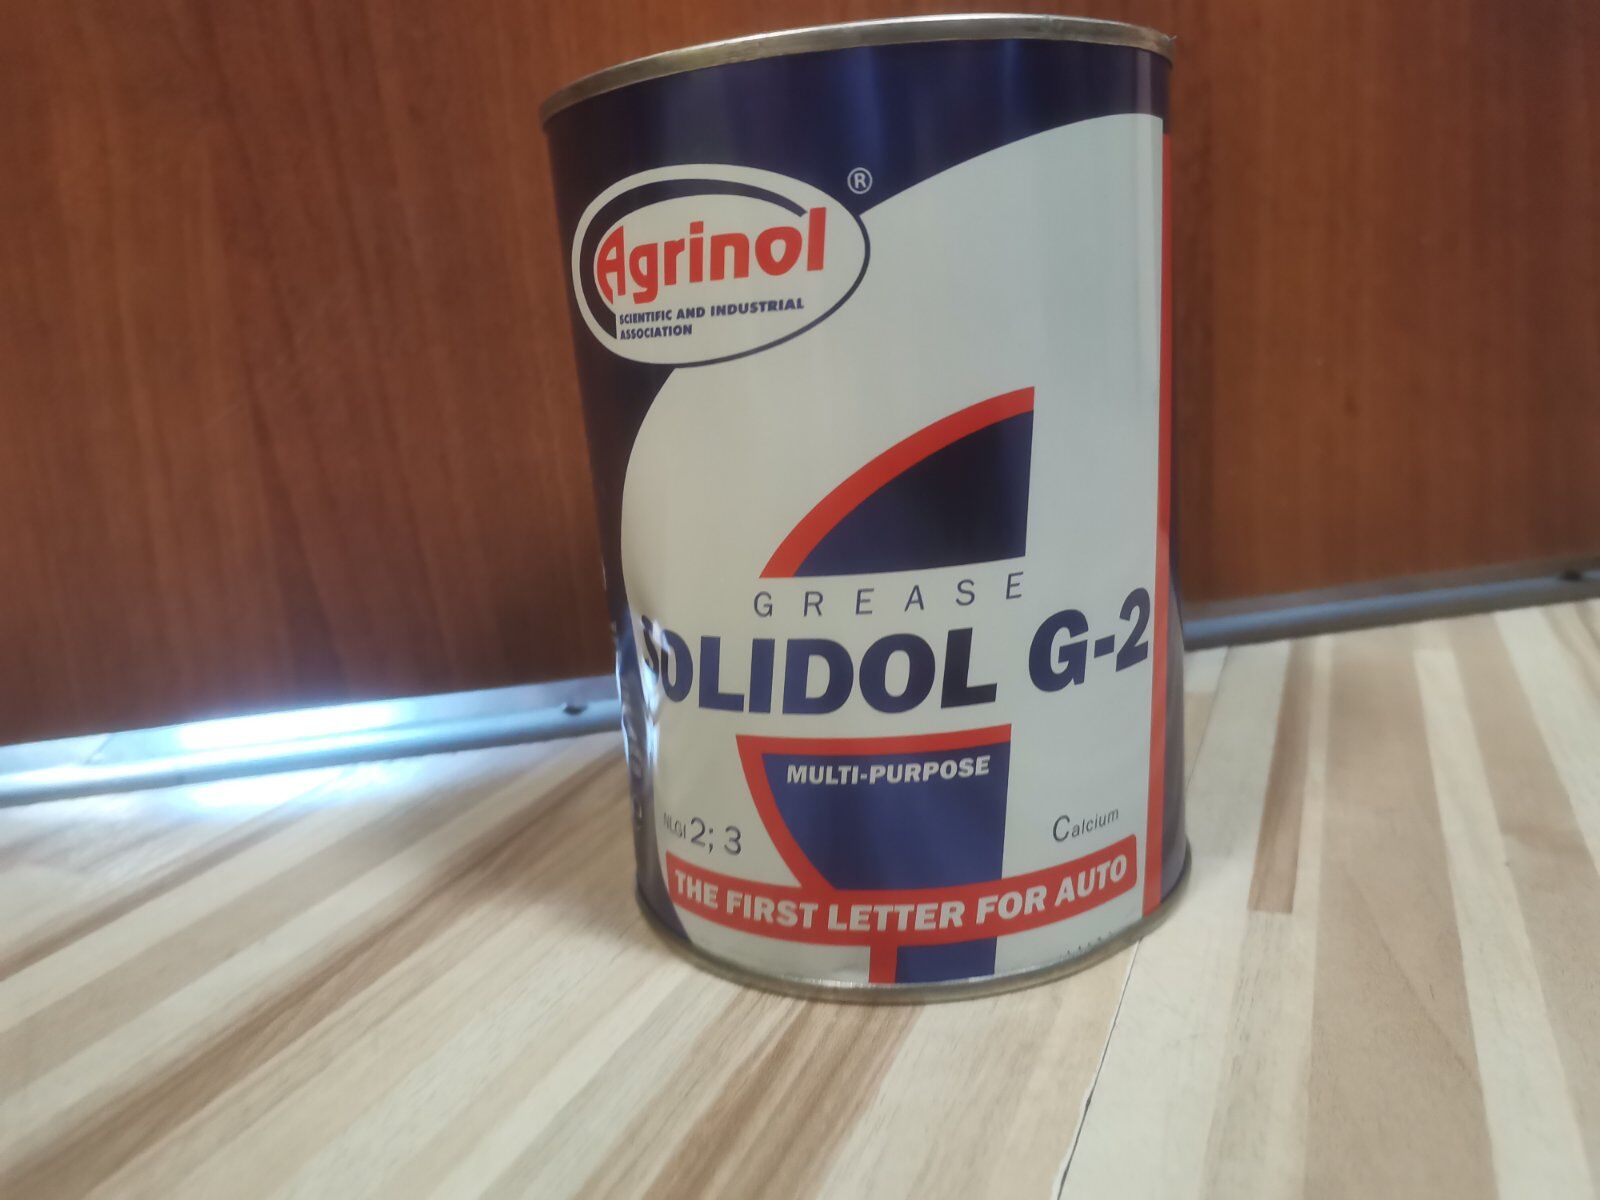 Agrinol ®
SCIENTIFIC AND INDUSTRIAL
ASSOCIATION
GREASE
SOLIDOL G-2
MULTI-PURPOSE
NLGI 2; 3
Calcium
THE FIRST LETTER FOR AUTO